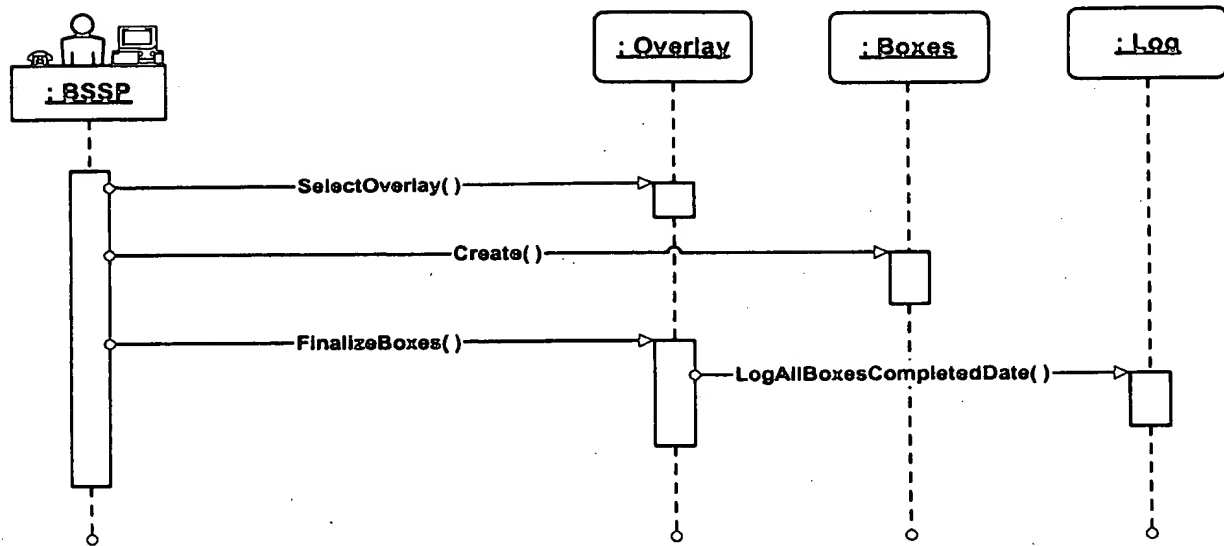 : BSSP
: Overlay
: Boxes
: Log
SelectOverlay( )
Create( )
FinalizeBoxes( )
LogAllBoxesCompletedDate( )